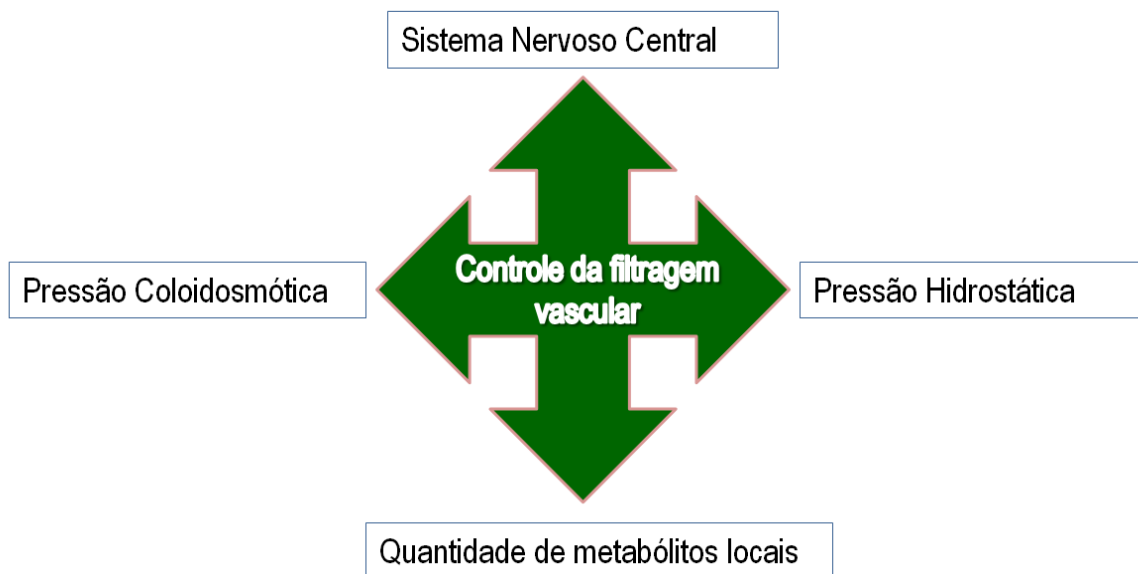 Sistema Nervoso Central
Pressão Coloidosmótica
Controle da filtragem
vascular
Pressão Hidrostática
Quantidade de metabólitos locais